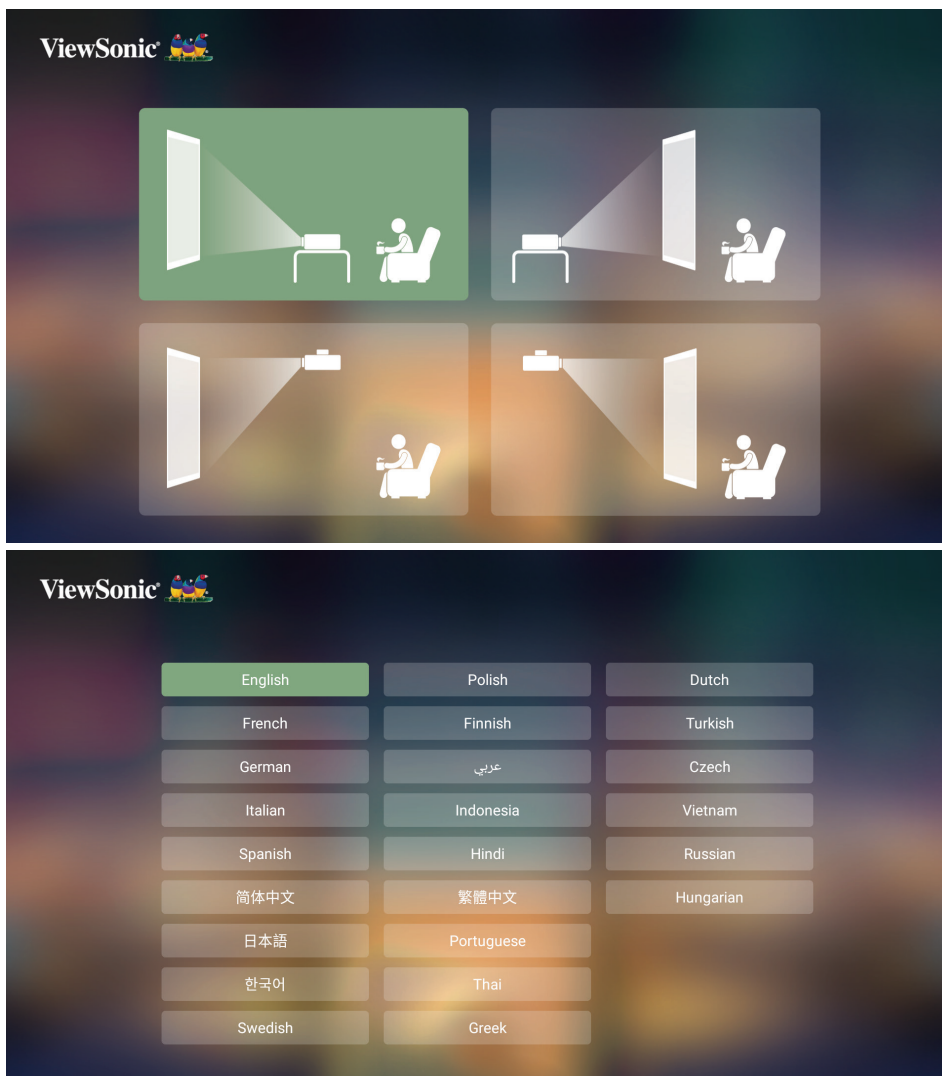 ViewSonic®
ViewSonic®
English Polish Dutch
French Finnish Turkish
German عربي Czech
Italian Indonesia Vietnam
Spanish Hindi Russian
简体中文 繁體中文 Hungarian
日本語 Portuguese
한국어 Thai
Swedish Greek